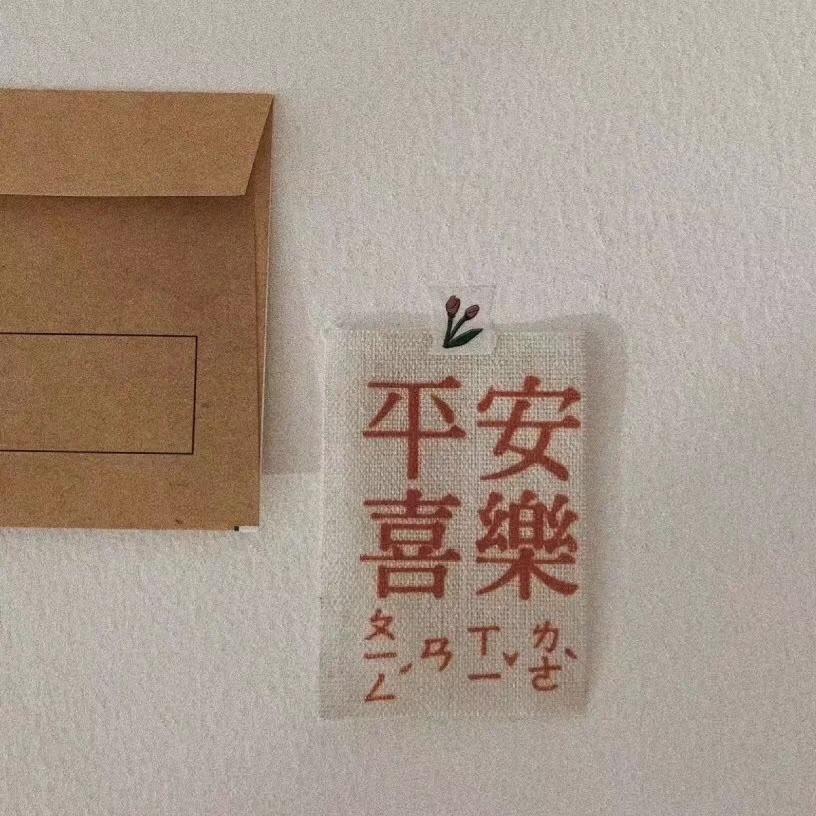 平安
喜樂
ㄆㄧㄥˊ ㄢ ㄒㄧˇ ㄌㄜˋ